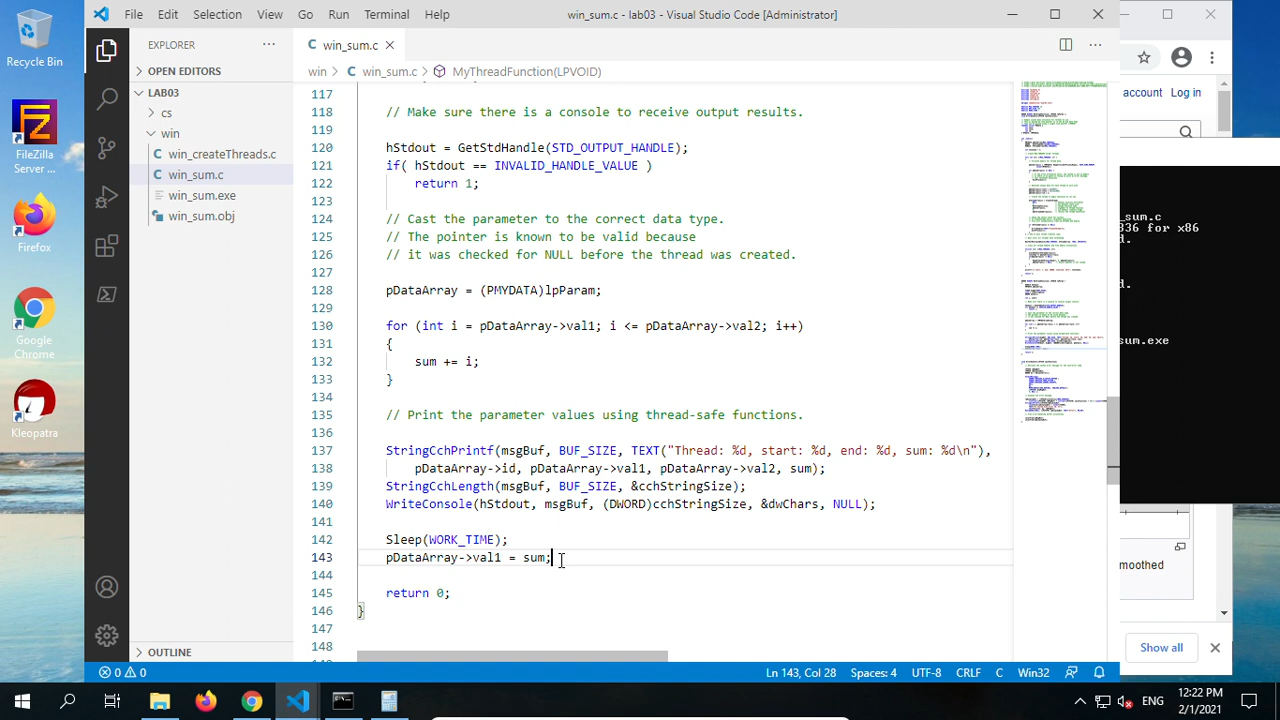 File Edit Selection View Go Run Terminal Help
win_sum.c - lab03 - Visual Studio Code [Administrator]
Recycle Bin
FileZilla
Server ...
Firefox
Google
Chrome
Kleopatra
EXPLORER
OPEN EDITORS
LAB03
cs
win
win_createThreads.c
win_sum.c
win_sum.exe
win_sum.obj
OUTLINE
win_sum.c
win > win_sum.c > MyThreadFunction(LPVOID)
117
118 // Make sure there is a console to receive output results.
119
120 hStdout = GetStdHandle(STD_OUTPUT_HANDLE);
121 if( hStdout == INVALID_HANDLE_VALUE )
122 return 1;
123
124 // Cast the parameter to the correct data type.
125 // The pointer is known to be valid because
126 // it was checked for NULL before the thread was created.
127
128 pDataArray = (PMYDATA)lpParam;
129
130 for (int i = pDataArray->val1; i < pDataArray->val2; i++)
131 {
132 sum += i;
133 }
134
135 // Print the parameter values using thread-safe functions.
136
137 StringCchPrintf(msgBuf, BUF_SIZE, TEXT("Thread: %d, start: %d, end: %d, sum: %d\n"),
138 pDataArray->id, pDataArray->val1, pDataArray->val2, sum);
139 StringCchLength(msgBuf, BUF_SIZE, &cchStringSize);
140 WriteConsole(hStdout, msgBuf, (DWORD)cchStringSize, &dwChars, NULL);
141
142 Sleep(WORK_TIME);
143 pDataArray->val1 = sum;
144
145 return 0;
146 }
147
148
account Log in
_sum.c
for x86
moothed
Show all
0 0
Ln 143, Col 28 Spaces: 4 UTF-8 CRLF C Win32
ENG
12:22 PM
2/1/2021